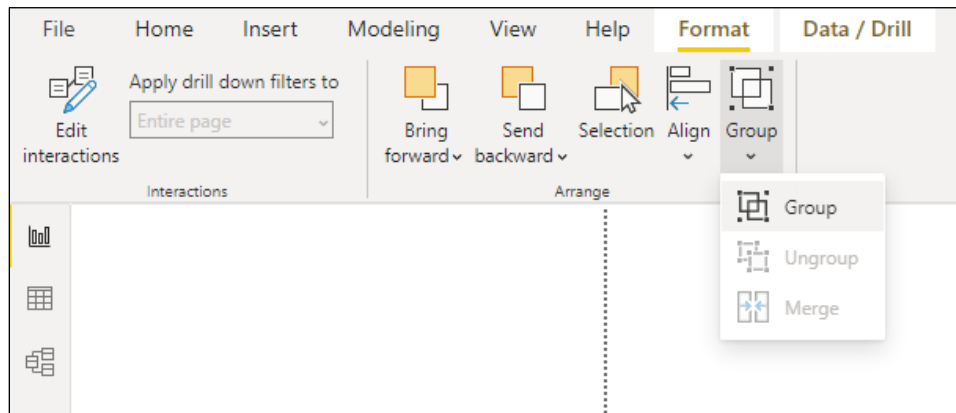 File Home Insert Modeling View Help Format Data / Drill
Apply drill down filters to
Entire page
Edit
interactions
Bring
forward
Send
backward
Selection
Align
Group
Interactions
Arrange
Group
Ungroup
Merge